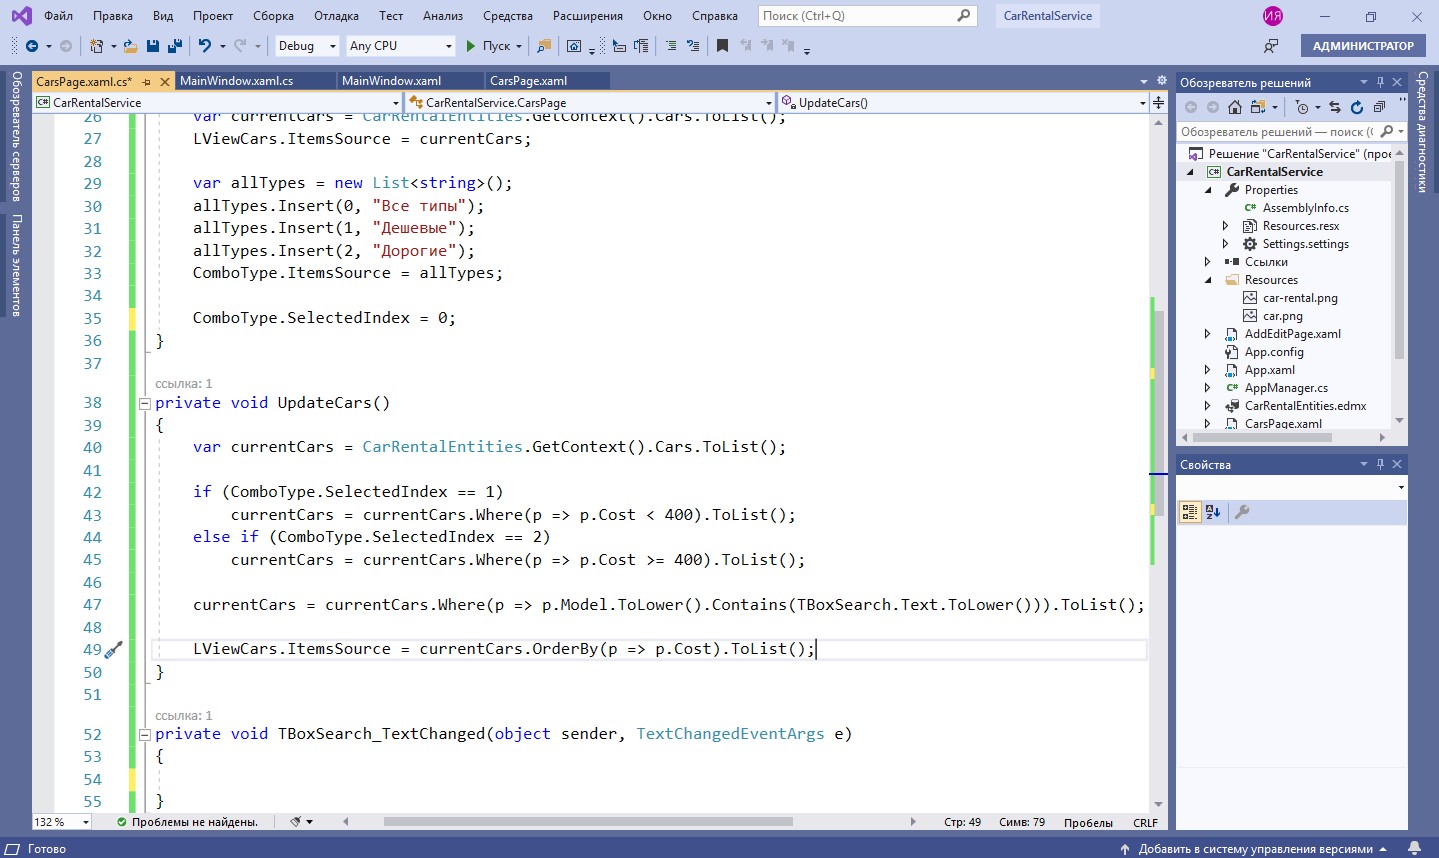 Файл Правка Вид Проект Сборка Отладка Тест Анализ Средства Расширения Окно Справка Поиск (Ctrl+Q) CarRentalService ИЯ
Debug Any CPU Пуск АДМИНИСТРАТОР
Обозреватель серверов
Панель элементов
CarsPage.xaml.cs* MainWindow.xaml.cs MainWindow.xaml CarsPage.xaml
CarRentalService CarRentalService.CarsPage UpdateCars()
26 var currentCars = CarRentalEntities.GetContext().Cars.ToList();
27 LViewCars.ItemsSource = currentCars;
28
29 var allTypes = new List<string>();
30 allTypes.Insert(0, "Все типы");
31 allTypes.Insert(1, "Дешевые");
32 allTypes.Insert(2, "Дорогие");
33 ComboType.ItemsSource = allTypes;
34
35 ComboType.SelectedIndex = 0;
36 }
37
ссылка: 1
38 private void UpdateCars()
39 {
40 var currentCars = CarRentalEntities.GetContext().Cars.ToList();
41
42 if (ComboType.SelectedIndex == 1)
43 currentCars = currentCars.Where(p => p.Cost < 400).ToList();
44 else if (ComboType.SelectedIndex == 2)
45 currentCars = currentCars.Where(p => p.Cost >= 400).ToList();
46
47 currentCars = currentCars.Where(p => p.Model.ToLower().Contains(TBoxSearch.Text.ToLower())).ToList();
48
49 LViewCars.ItemsSource = currentCars.OrderBy(p => p.Cost).ToList();
50 }
51
ссылка: 1
52 private void TBoxSearch_TextChanged(object sender, TextChangedEventArgs e)
53 {
54
55 }
132 % Проблемы не найдены. Стр: 49 Симв: 79 Пробелы CRLF
Обозреватель решений
Обозреватель решений — поиск (
Решение "CarRentalService" (прое
CarRentalService
Properties
AssemblyInfo.cs
Resources.resx
Settings.settings
Ссылки
Resources
car-rental.png
car.png
AddEditPage.xaml
App.config
App.xaml
AppManager.cs
CarRentalEntities.edmx
CarsPage.xaml
Свойства
Средства диагностики
Готово Добавить в систему управления версиями